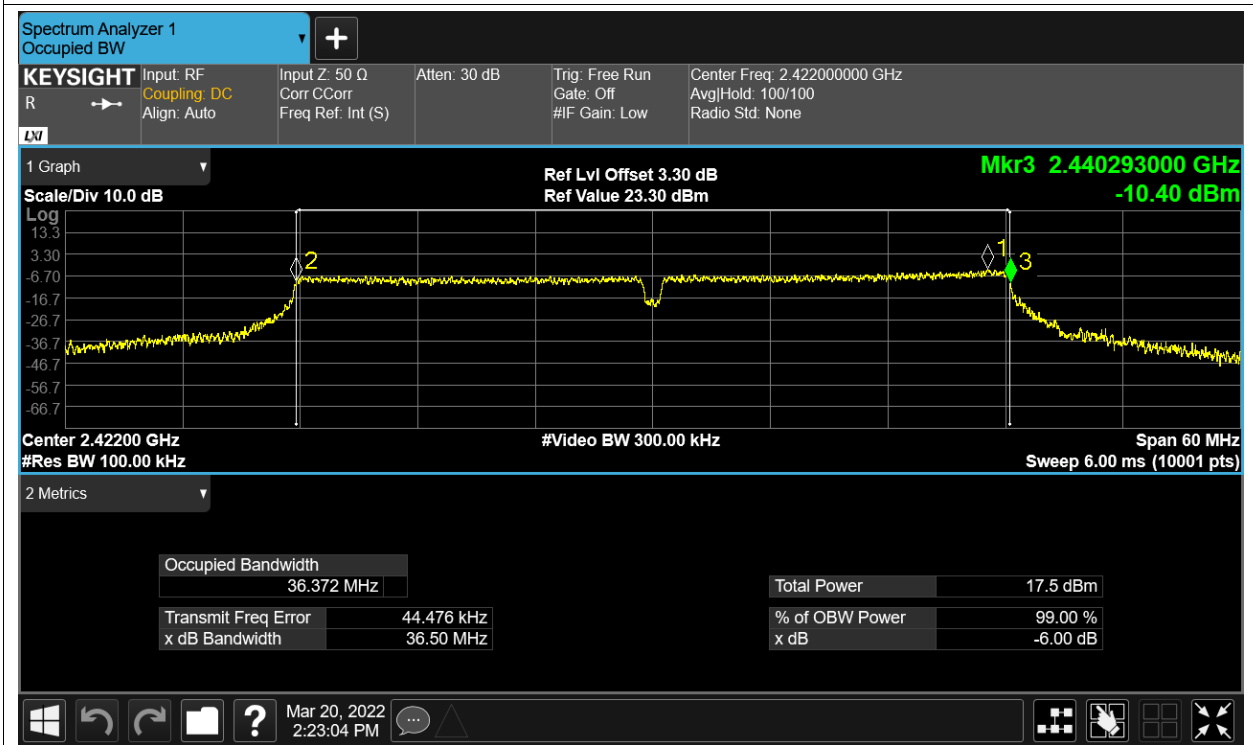 Spectrum Analyzer 1
Occupied BW
KEYSIGHT
R
LXI
Input: RF
Coupling: DC
Align: Auto
Input Z: 50 Ω
Corr CCorr
Freq Ref: Int (S)
Atten: 30 dB
Trig: Free Run
Gate: Off
#IF Gain: Low
Center Freq: 2.422000000 GHz
Avg|Hold: 100/100
Radio Std: None
1 Graph
Scale/Div 10.0 dB
Ref Lvl Offset 3.30 dB
Ref Value 23.30 dBm
Mkr3 2.440293000 GHz
-10.40 dBm
Log
13.3
3.30
-6.70
-16.7
-26.7
-36.7
-46.7
-56.7
-66.7
2
1
3
Center 2.42200 GHz
#Res BW 100.00 kHz
#Video BW 300.00 kHz
Span 60 MHz
Sweep 6.00 ms (10001 pts)
2 Metrics
Occupied Bandwidth
36.372 MHz
Transmit Freq Error 44.476 kHz
x dB Bandwidth 36.50 MHz
Total Power 17.5 dBm
% of OBW Power 99.00 %
x dB -6.00 dB
?
Mar 20, 2022
2:23:04 PM